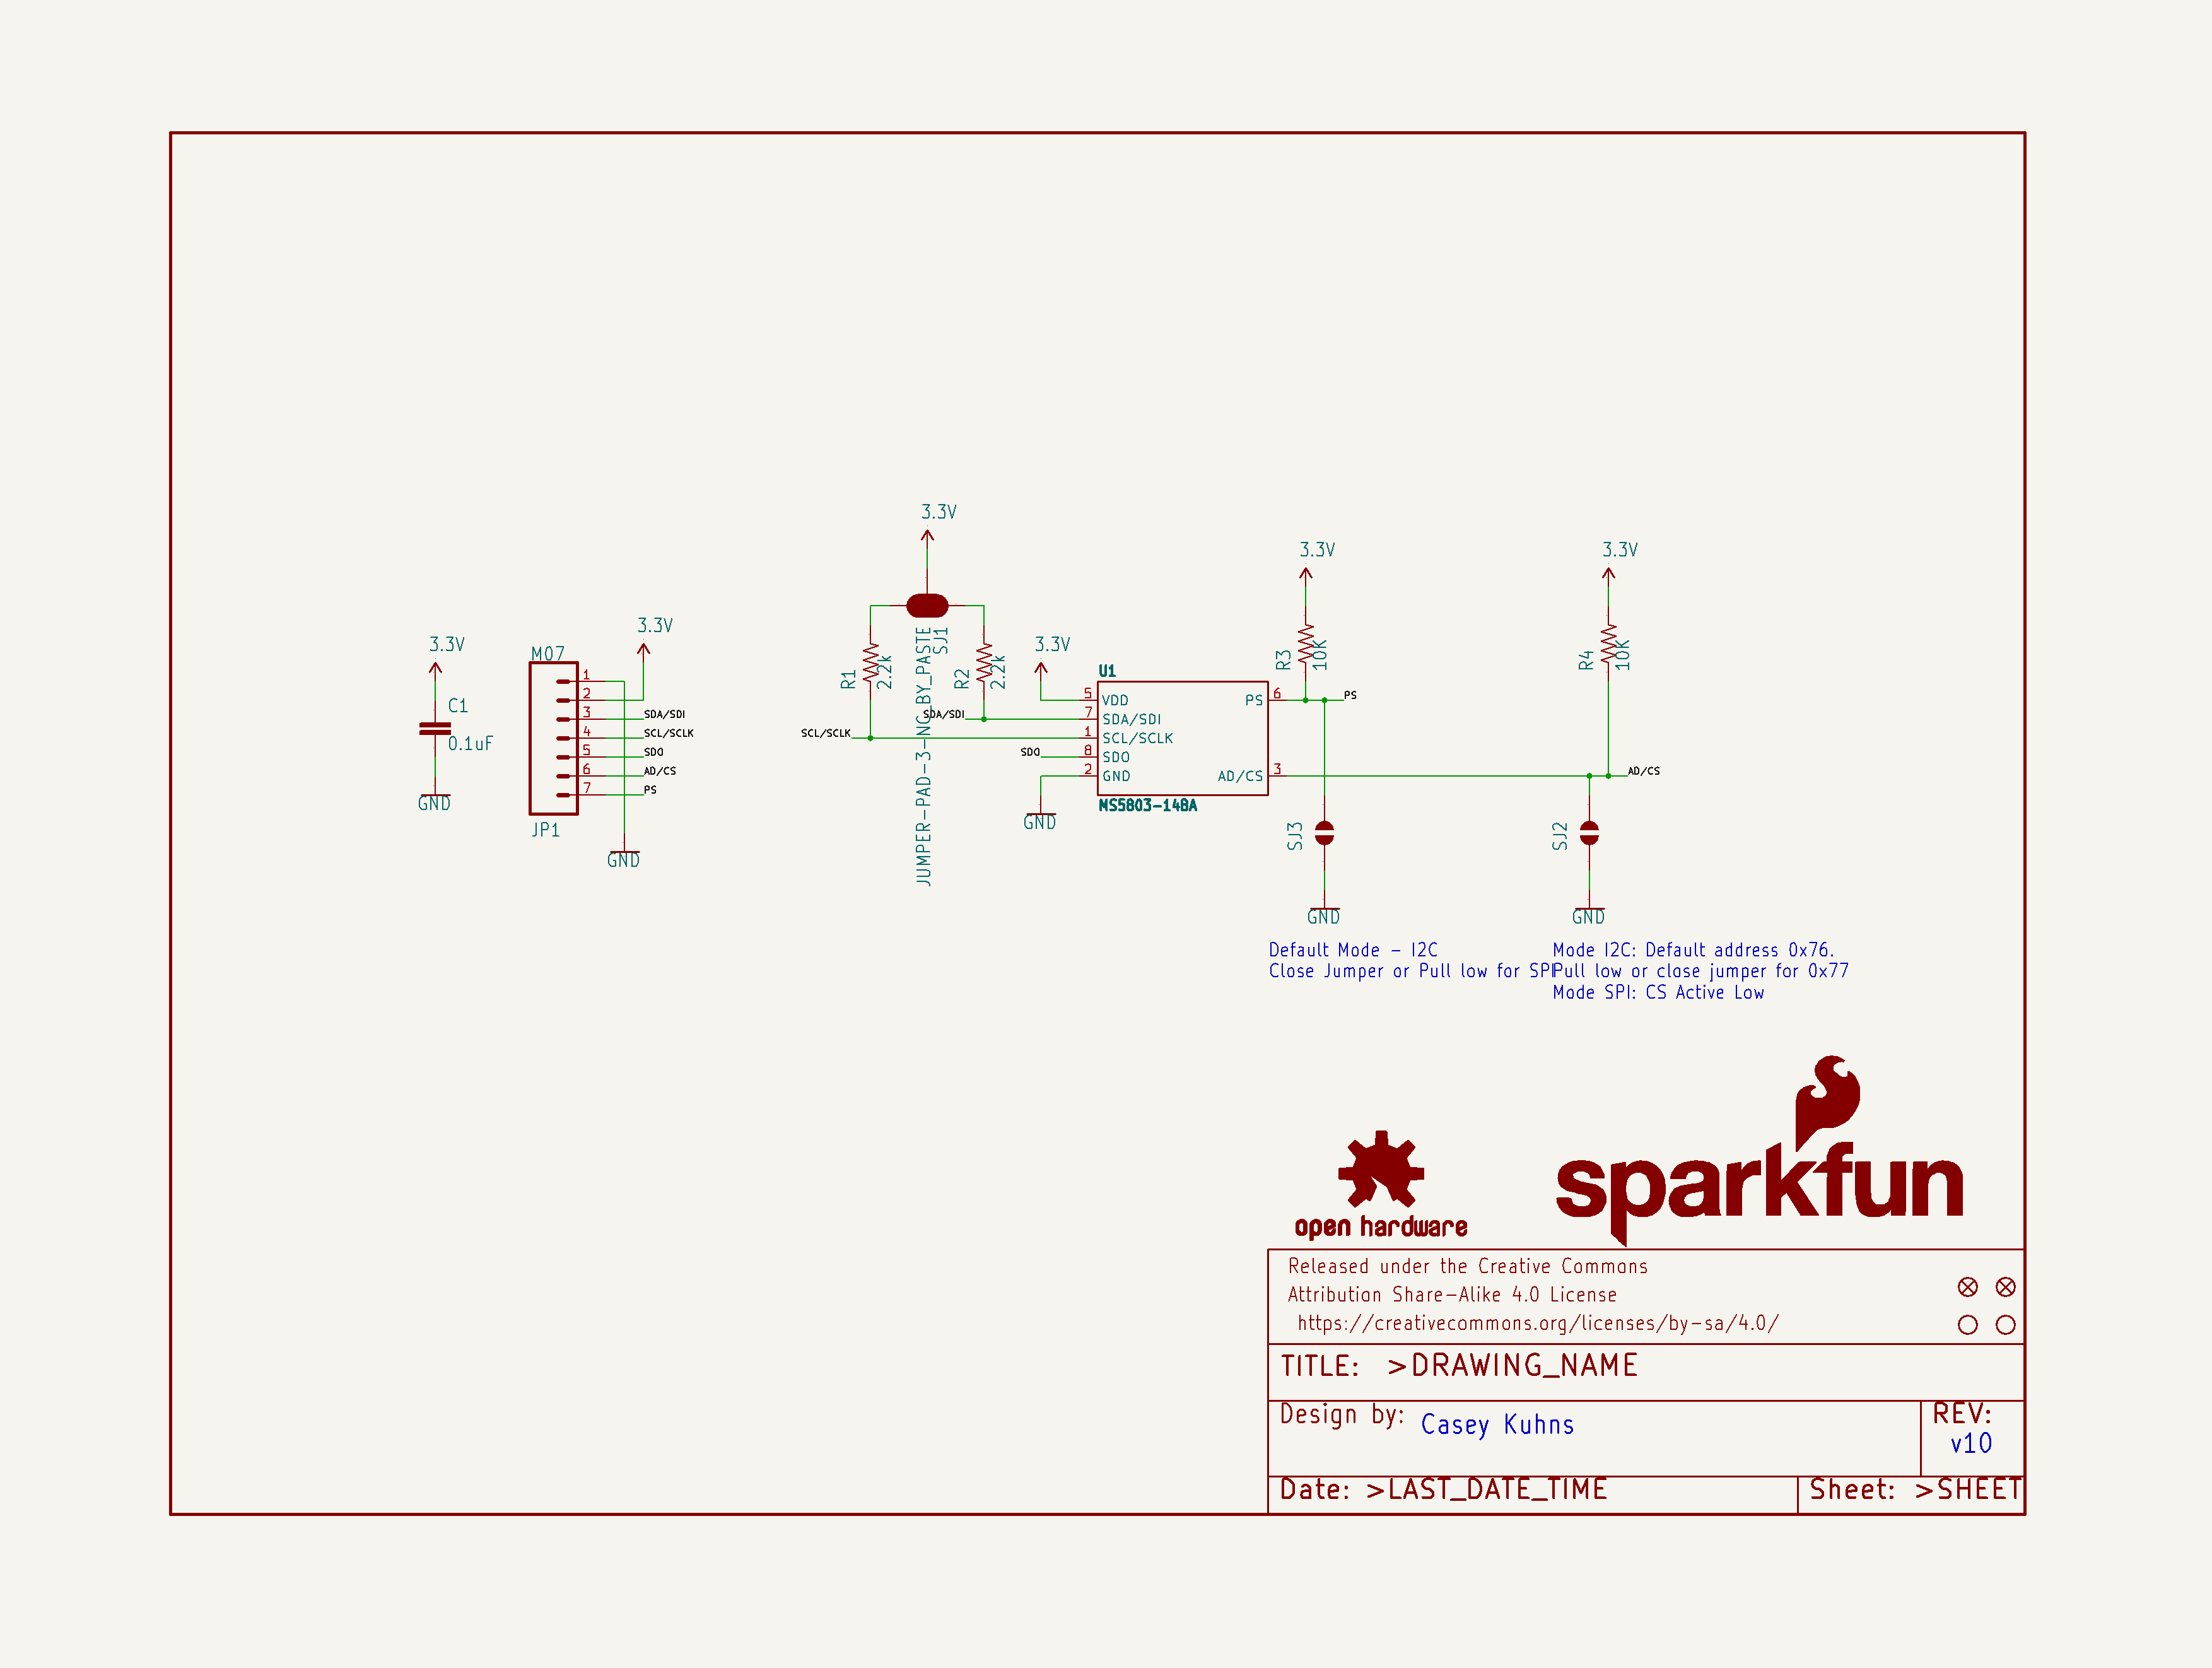 3.3V
C1
0.1uF
GND
M07
1
2
3
4
5
6
7
JP1
3.3V
SDA/SDI
SCL/SCLK
SDO
AD/CS
PS
GND
3.3V
SJ1
JUMPER-PAD-3-NC_BY_PASTE
R1
2.2k
R2
2.2k
SDA/SDI
SCL/SCLK
SDO
3.3V
GND
U1
5 VDD
7 SDA/SDI
1 SCL/SCLK
8 SDO
2 GND
PS 6
AD/CS 3
MS5803-14BA
3.3V
R3
10K
PS
SJ3
GND
3.3V
R4
10K
AD/CS
SJ2
GND
Default Mode - I2C
Close Jumper or Pull low for SPI
Mode I2C: Default address 0x76.
Pull low or close jumper for 0x77
Mode SPI: CS Active Low
open hardware
sparkfun
Released under the Creative Commons
Attribution Share-Alike 4.0 License
https://creativecommons.org/licenses/by-sa/4.0/
TITLE: >DRAWING_NAME
Design by: Casey Kuhns
REV:
v10
Date: >LAST_DATE_TIME
Sheet: >SHEET